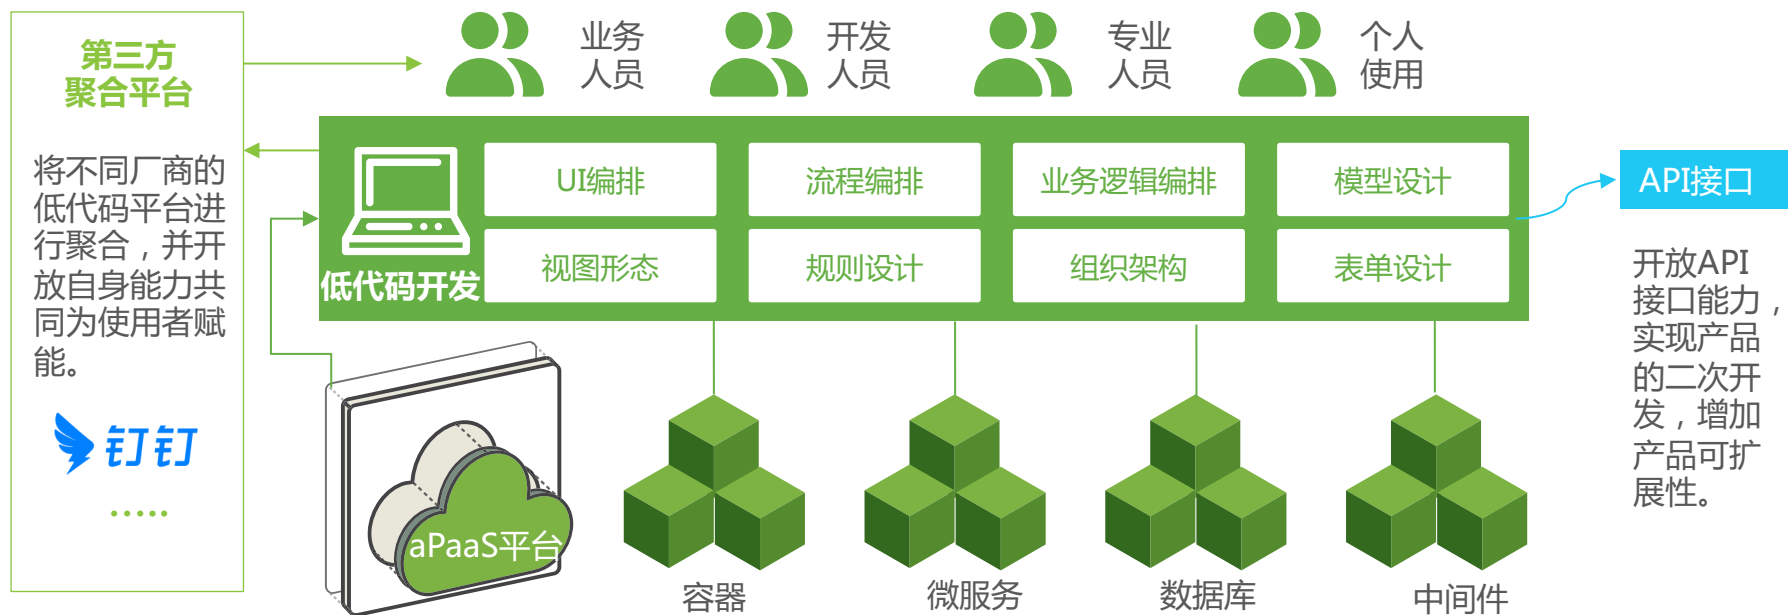 第三方
聚合平台
将不同厂商的
低代码平台进
行聚合，并开
放自身能力共
同为使用者赋
能。
钉钉
·····
业务
人员
开发
人员
专业
人员
个人
使用
低代码开发
UI编排
流程编排
业务逻辑编排
模型设计
视图形态
规则设计
组织架构
表单设计
aPaaS平台
容器
微服务
数据库
中间件
API接口
开放API
接口能力，
实现产品
的二次开
发，增加
产品可扩
展性。